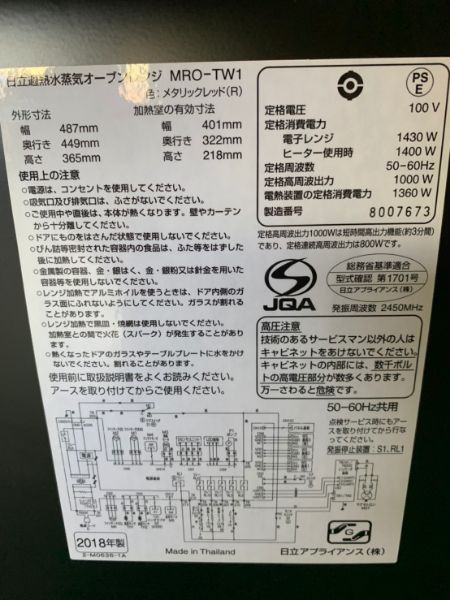 日立過熱水蒸気オーブンレンジ MRO-TW1
色:メタリックレッド(R)
外形寸法
幅 487mm
奥行き 449mm
高さ 365mm
加熱室の有効寸法
幅 401mm
奥行き 322mm
高さ 218mm
使用上の注意
○電源は、コンセントを使用してください。
○吸気口及び排気口は、ふさがないでください。
○ご使用中や直後は、本体が熱くなります。壁やカーテン
から十分離してください。
○ドアにものをはさんだ状態で使用しないでください。
○びん詰等密封された容器内の食品は、ふた等をはずした
後に加熱してください。
○金属製の容器、金・銀はく、金・銀粉又は針金を用いた
容器等を使用しないでください。
○レンジ加熱でアルミホイルを使うときは、ドア内側のガ
ラス面にふれないようにしてください。ガラスが割れる
ことがあります。
○レンジ加熱で黒皿・焼網は使用しないでください。
加熱室との間で火花(スパーク)が発生することがあ
ります。
○熱くなったドアのガラスやテーブルプレートに水をかけ
ないでください。割れることがあります。
使用前に取扱説明書をよくお読みください。
アースを取り付けてからご使用ください。
PS
E
定格電圧 100 V
定格消費電力
電子レンジ 1430 W
ヒーター使用時 1400 W
定格周波数 50-60Hz
定格高周波出力 1000 W
電熱装置の定格消費電力 1360 W
製造番号 8007673
定格高周波出力1000Wは短時間高出力機能(約3分間)
であり、定格連続高周波出力は800Wです。
JQA
総務省基準適合
型式確認 第1701号
日立アプライアンス(株)
発振周波数 2450MHz
高圧注意
技術のあるサービスマン以外の人は
キャビネットをあけないでください。
キャビネットの内部には、数千ボルト
の高電圧部分が数多くあります。
万一さわると危険です。
50-60Hz共用
点検サービス時にもアー
スを取り付けてから行な
ってください。
発振停止装置:S1、RL1
2018年製
2-M0636-1A
Made in Thailand
G
日立アプライアンス(株)